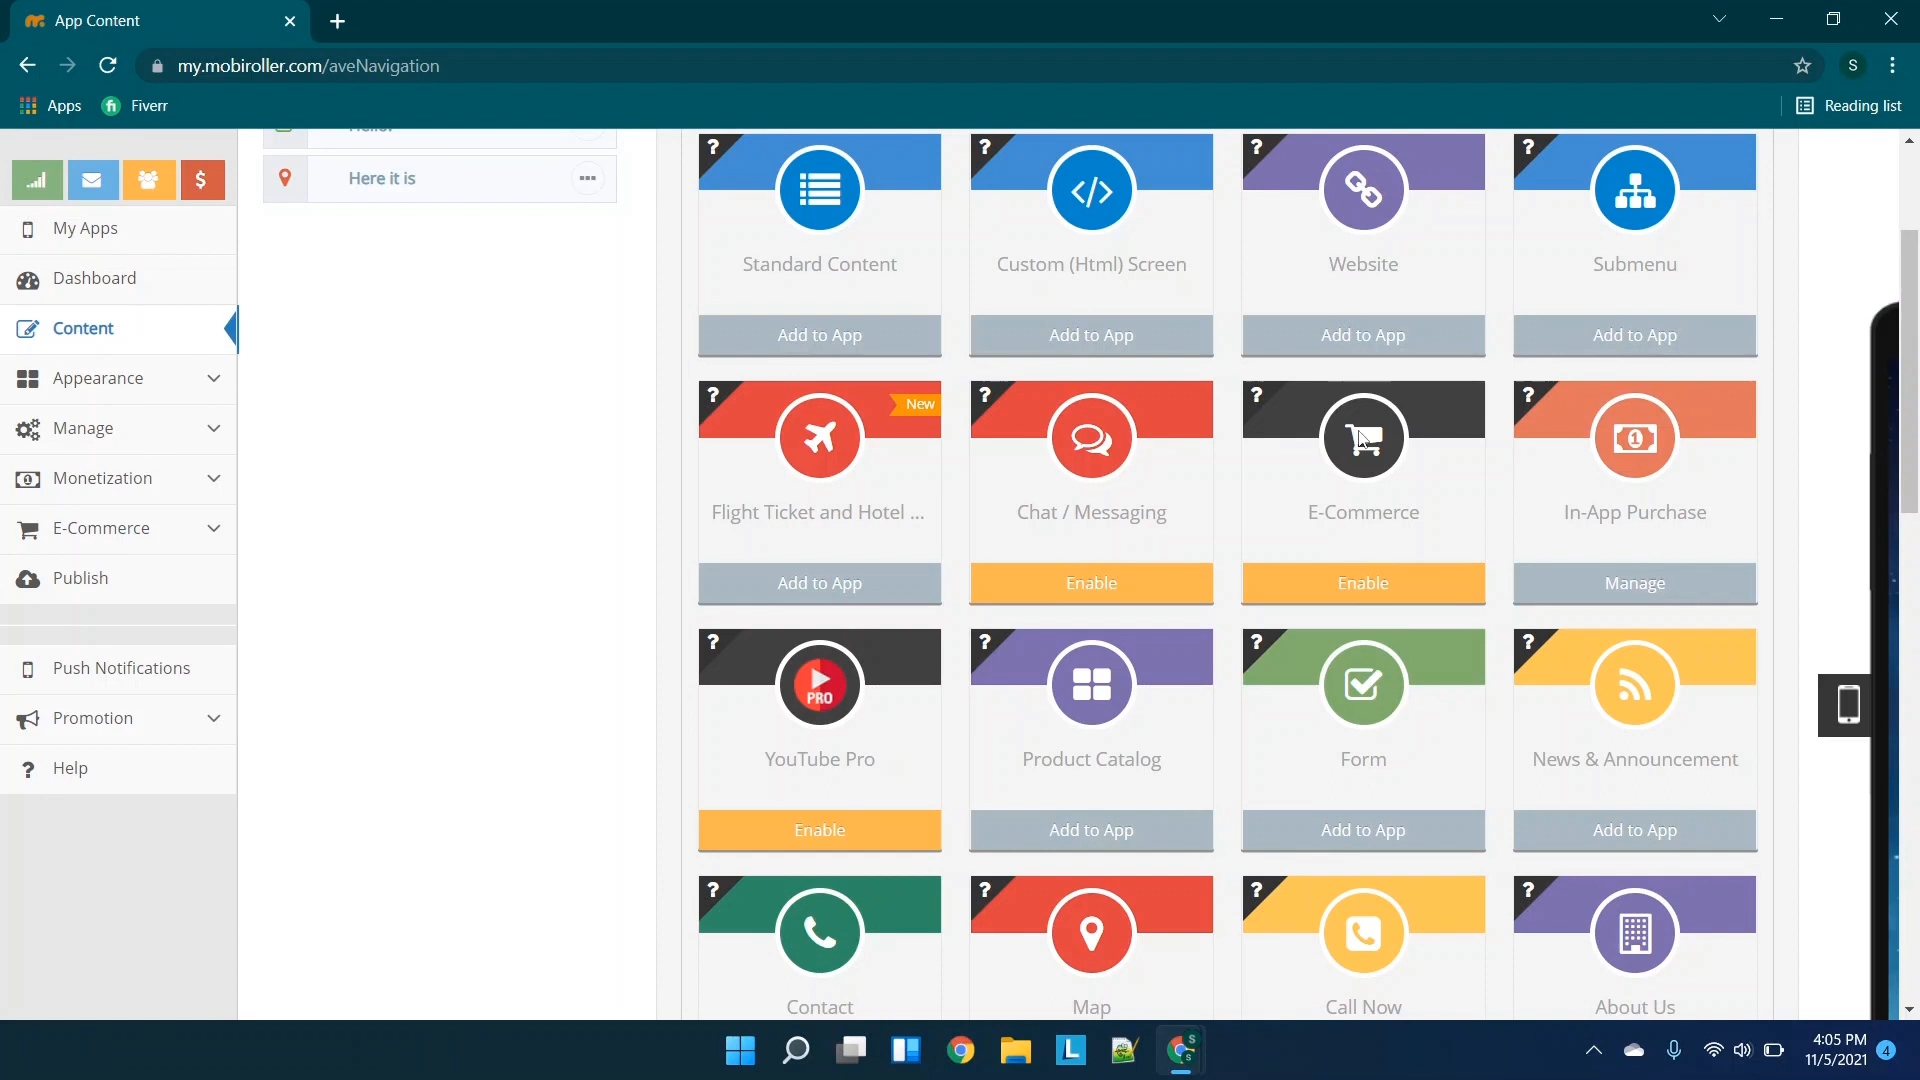 App Content
my.mobiroller.com/aveNavigation
S
Apps
Fiverr
Reading list
My Apps
Dashboard
Content
Appearance
Manage
Monetization
E-Commerce
Publish
Push Notifications
Promotion
Help
Hello!
Here it is
?
?
?
?
Standard Content
Custom (Html) Screen
Website
Submenu
Add to App
Add to App
Add to App
Add to App
?
New
?
?
?
Flight Ticket and Hotel ...
Chat / Messaging
E-Commerce
In-App Purchase
Add to App
Enable
Enable
Manage
?
?
?
?
PRO
YouTube Pro
Product Catalog
Form
News & Announcement
Enable
Add to App
Add to App
Add to App
?
?
?
?
Contact
Map
Call Now
About Us
4:05 PM
11/5/2021
4